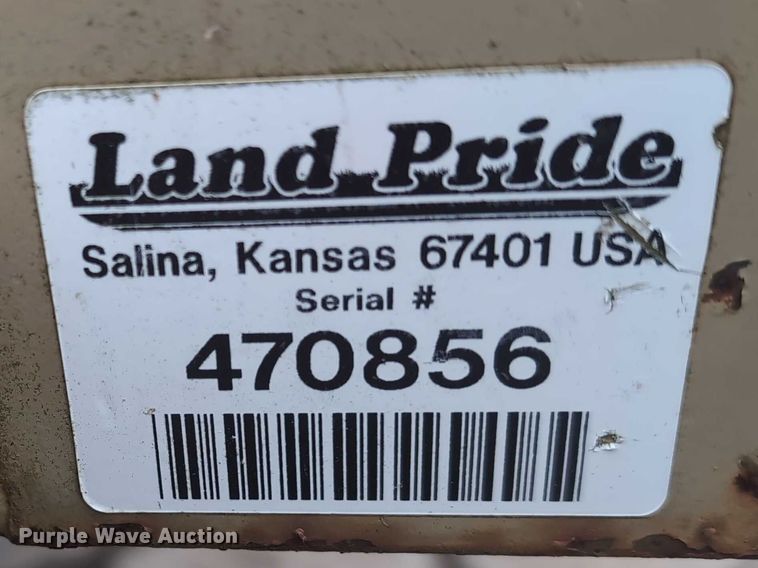 Land Pride
Salina, Kansas 67401 USA
Serial #
470856
Purple Wave Auction